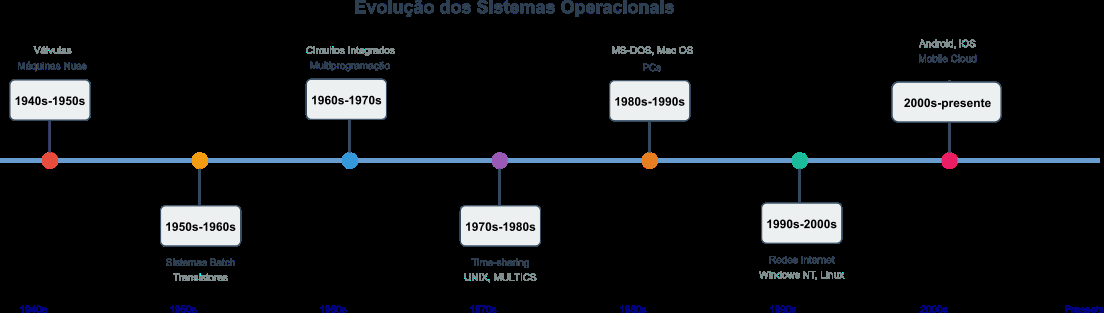 Evolução dos Sistemas Operacionais
Válvulas
Máquinas Nuas
1940s-1950s
Circuitos Integrados
Multiprogramação
1960s-1970s
MS-DOS, Mac OS
PCs
1980s-1990s
Android, iOS
Mobile Cloud
2000s-presente
1950s-1960s
Sistemas Batch
Transistores
1970s-1980s
Time-sharing
UNIX, MULTICS
1990s-2000s
Redes Internet
Windows NT, Linux
1940s 1950s 1960s 1970s 1980s 1990s 2000s Presente